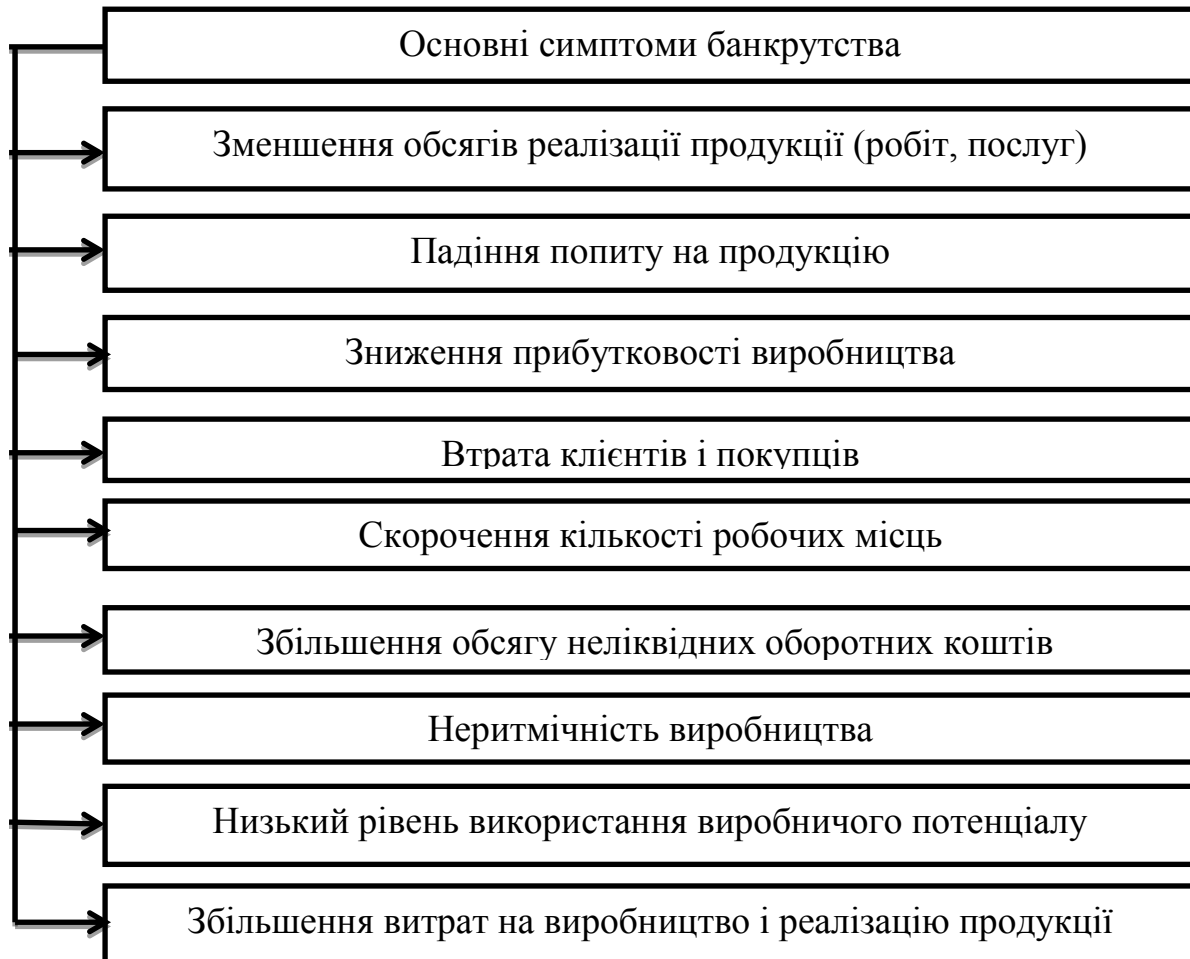 Основні симптоми банкрутства
Зменшення обсягів реалізації продукції (робіт, послуг)
Падіння попиту на продукцію
Зниження прибутковості виробництва
Втрата клієнтів і покупців
Скорочення кількості робочих місць
Збільшення обсягу неліквідних оборотних коштів
Неритмічність виробництва
Низький рівень використання виробничого потенціалу
Збільшення витрат на виробництво і реалізацію продукції